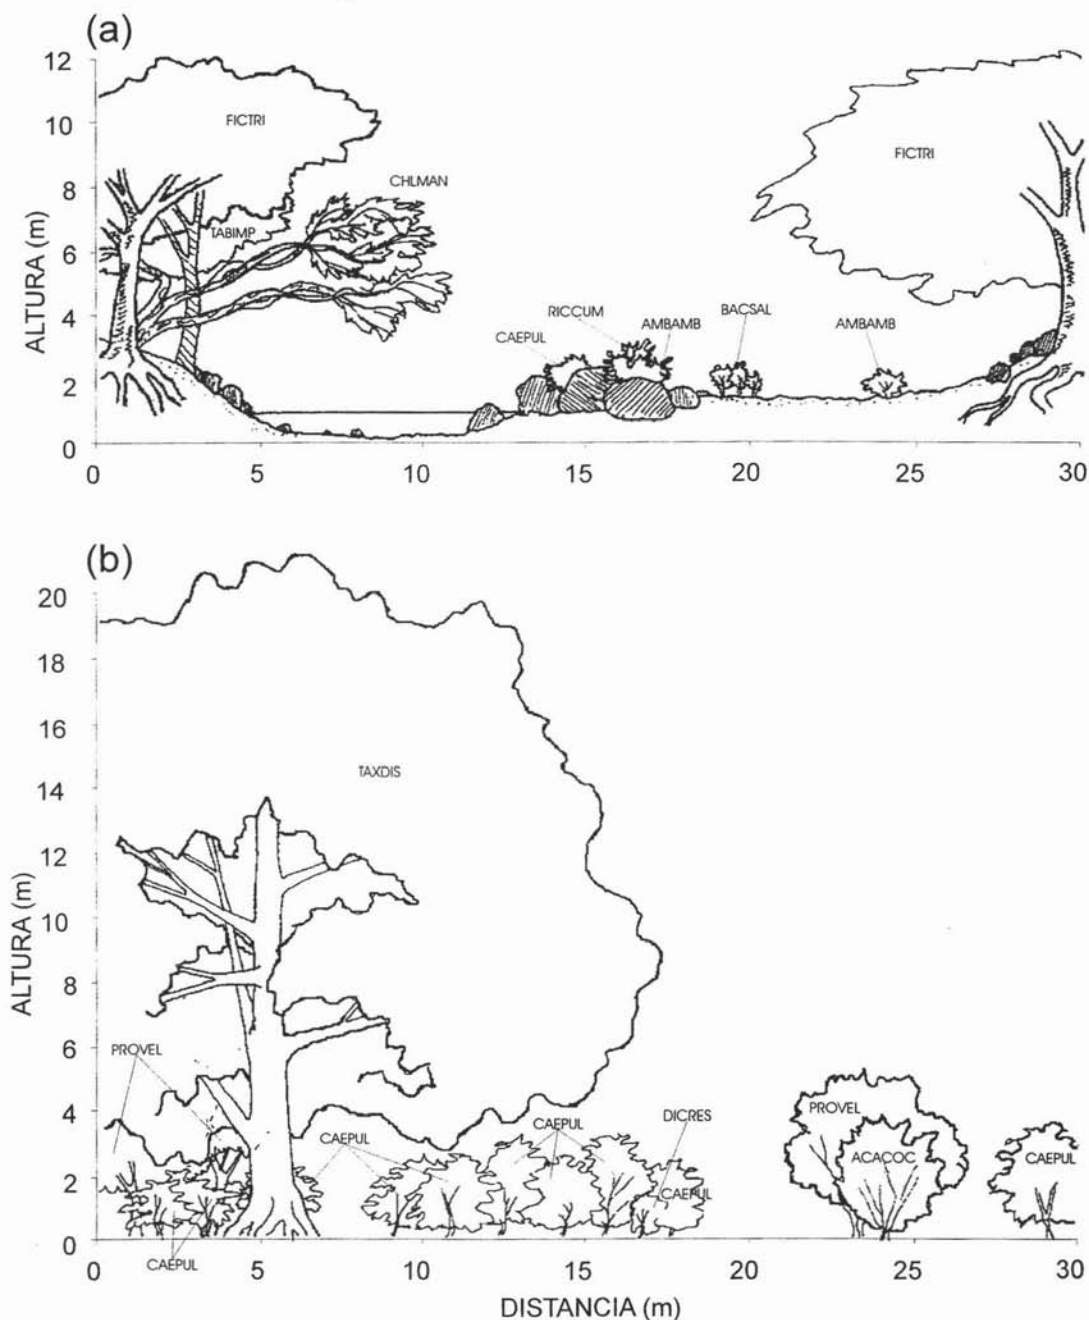 (a)
12
10
8
6
4
2
0
ALTURA (m)
FICTRI
CHLMAN
TABIMP
FICTRI
RICCUM
CAEPUL
AMBAMB
BACSAL
AMBAMB
0 5 10 15 20 25 30
(b)
20
18
16
14
12
10
8
6
4
2
0
ALTURA (m)
TAXDIS
PROVEL
CAEPUL
CAEPUL
CAEPUL
DICRES
CAEPUL
PROVEL
ACACOC
CAEPUL
0 5 10 15 20 25 30
DISTANCIA (m)